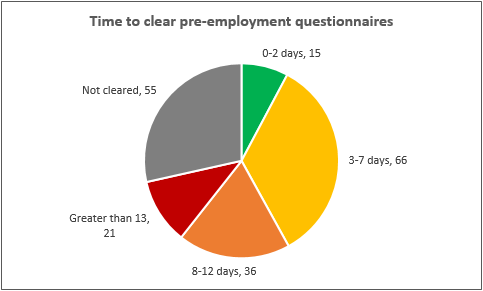 Time to clear pre-employment questionnaires
0-2 days, 15
Not cleared, 55
3-7 days, 66
Greater than 13,
21
8-12 days, 36